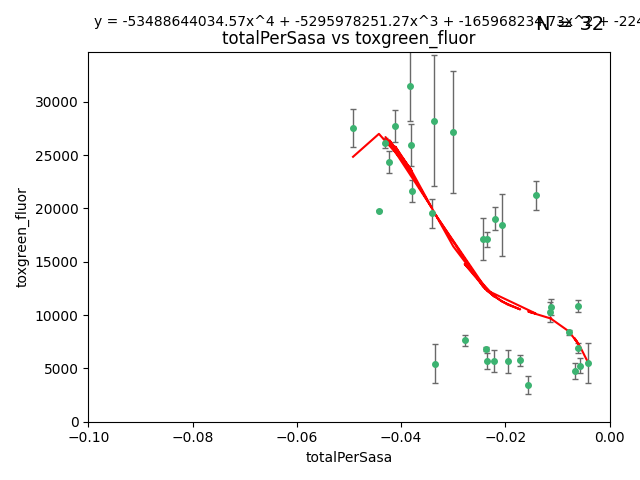 y = -53488644034.57x^4 + -5295978251.27x^3 + -165968234.73x^2 + -224
N = 32
totalPerSasa vs toxgreen_fluor
toxgreen_fluor
30000
25000
20000
15000
10000
5000
0
−0.10 −0.08 −0.06 −0.04 −0.02 0.00
totalPerSasa